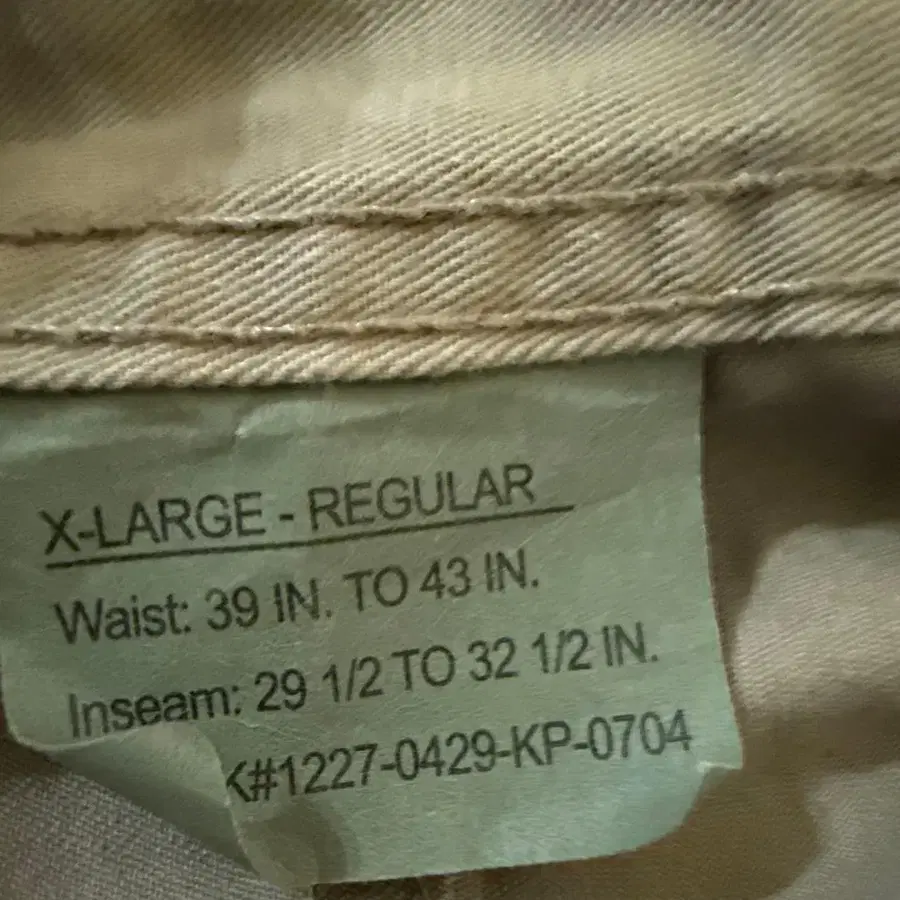 X-LARGE - REGULAR
Waist: 39 IN. TO 43 IN.
Inseam: 29 1/2 TO 32 1/2 IN.
K#1227-0429-KP-0704